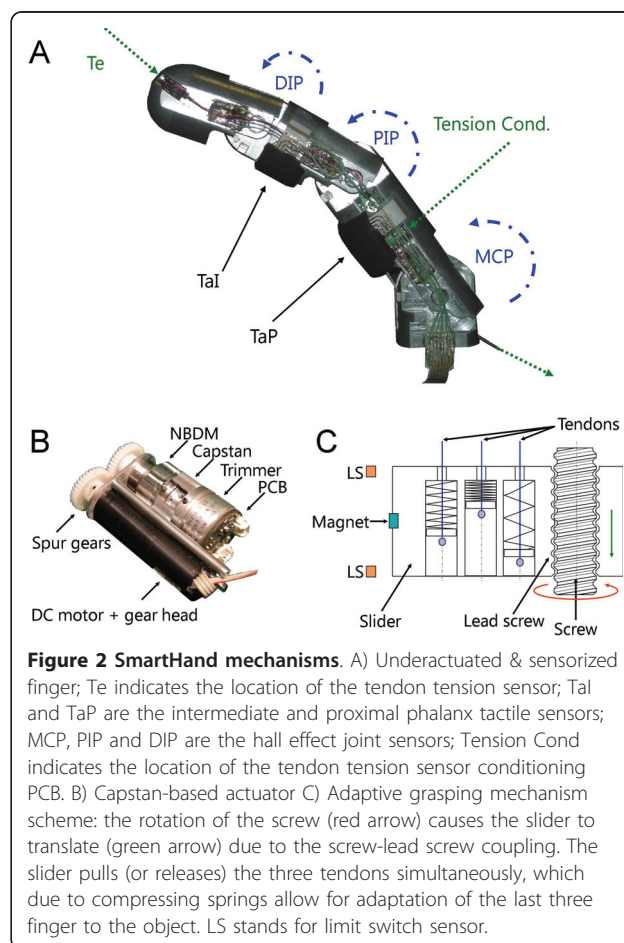 A
Te
DIP
PIP
Tension Cond.
MCP
TaI
TaP
B
NBDM
Capstan
Trimmer
PCB
Spur gears
DC motor + gear head
C
Tendons
LS
Magnet
LS
Slider
Lead screw
Screw
Figure 2 SmartHand mechanisms. A) Underactuated & sensorized
finger; Te indicates the location of the tendon tension sensor; TaI
and TaP are the intermediate and proximal phalanx tactile sensors;
MCP, PIP and DIP are the hall effect joint sensors; Tension Cond
indicates the location of the tendon tension sensor conditioning
PCB. B) Capstan-based actuator C) Adaptive grasping mechanism
scheme: the rotation of the screw (red arrow) causes the slider to
translate (green arrow) due to the screw-lead screw coupling. The
slider pulls (or releases) the three tendons simultaneously, which
due to compressing springs allow for adaptation of the last three
finger to the object. LS stands for limit switch sensor.